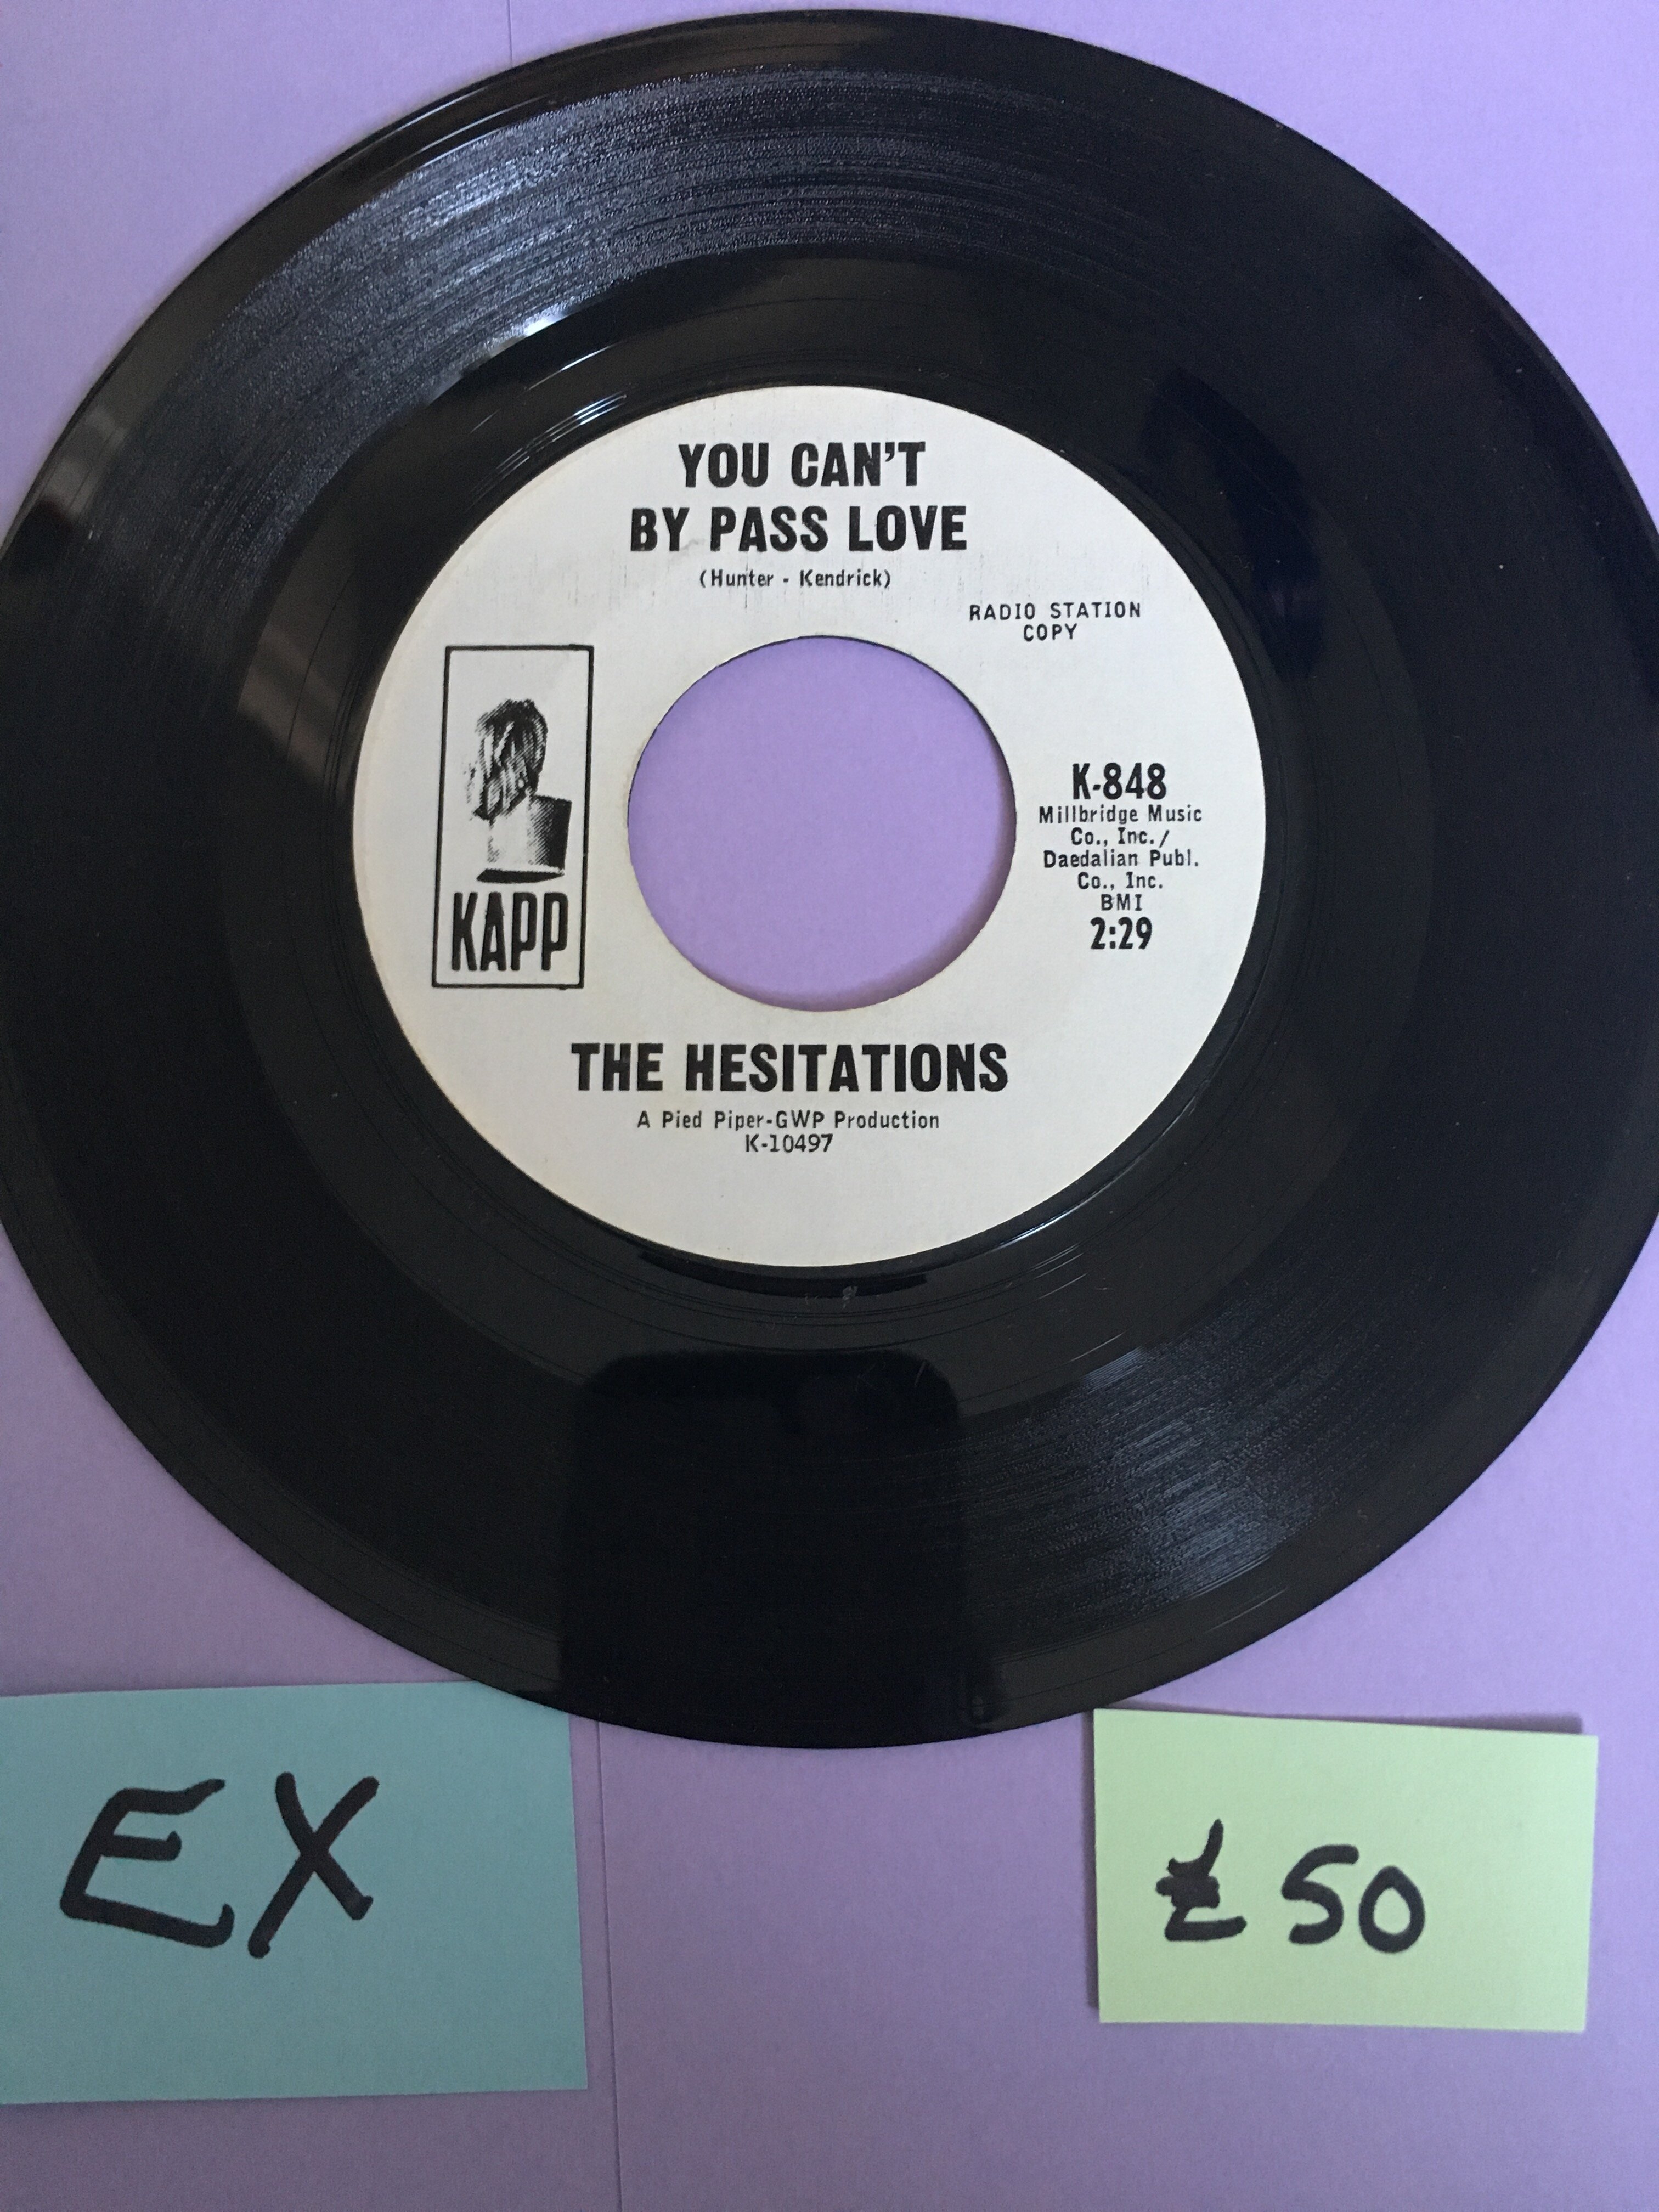 YOU CAN'T
BY PASS LOVE
(Hunter - Kendrick)
RADIO STATION
COPY
K-848
Millbridge Music
Co., Inc./
Daedalian Publ.
Co., Inc.
BMI
2:29
KAPP
THE HESITATIONS
A Pied Piper-GWP Production
K-10497
EX
£50